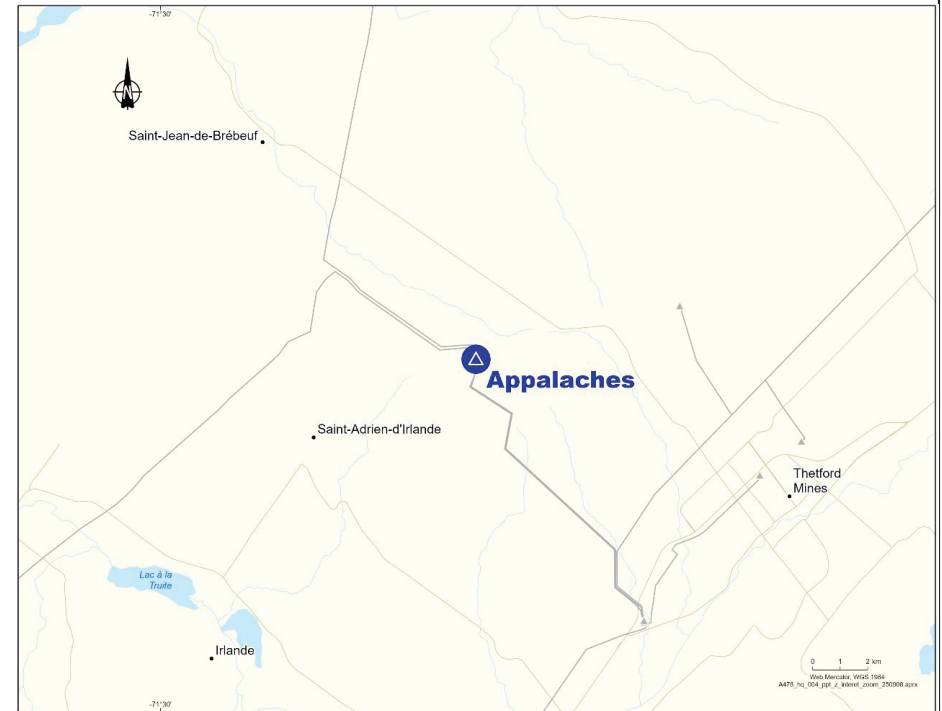 -71°30'
N
Saint-Jean-de-Brébeuf
Appalaches
Saint-Adrien-d'Irlande
Thetford
Mines
Lac à la
Truite
Irlande
0 1 2 km
Web Mercator, WGS 1984
A478_hq_004_ppt_z_interet_zoom_250908.aprx
-71°30'